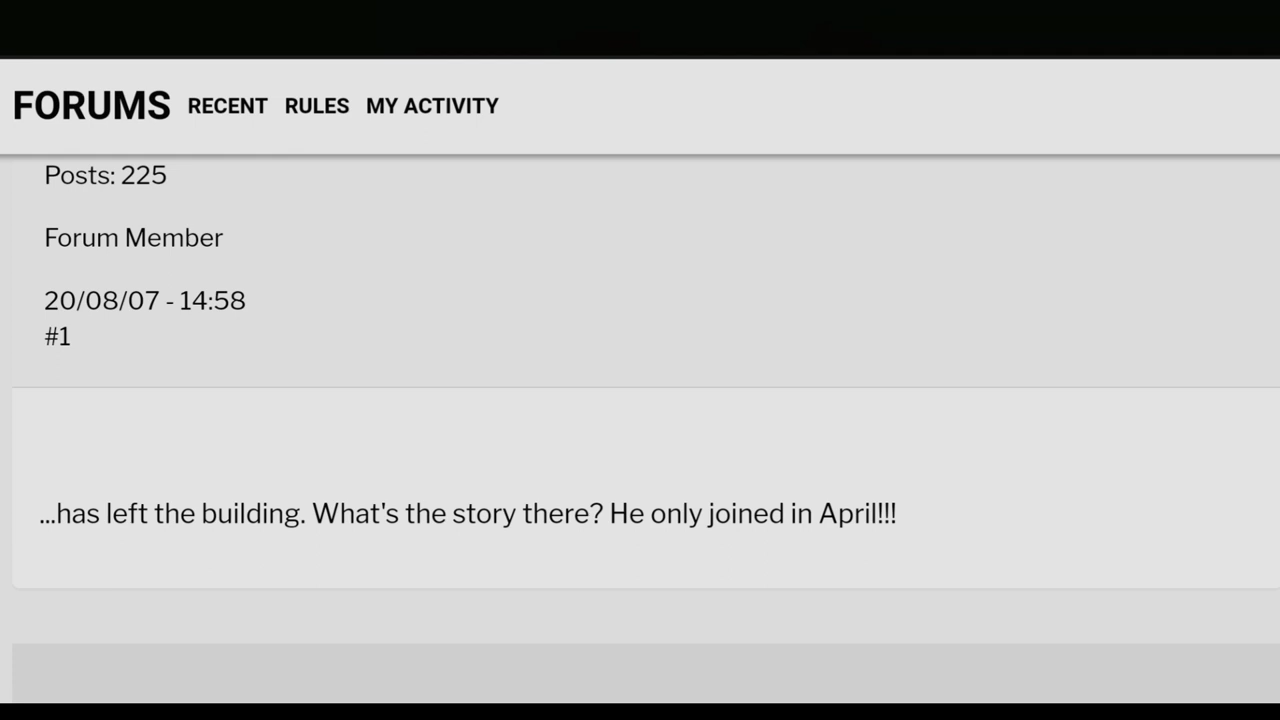 FORUMS RECENT RULES MY ACTIVITY
Posts: 225
Forum Member
20/08/07 - 14:58
#1
...has left the building. What's the story there? He only joined in April!!!